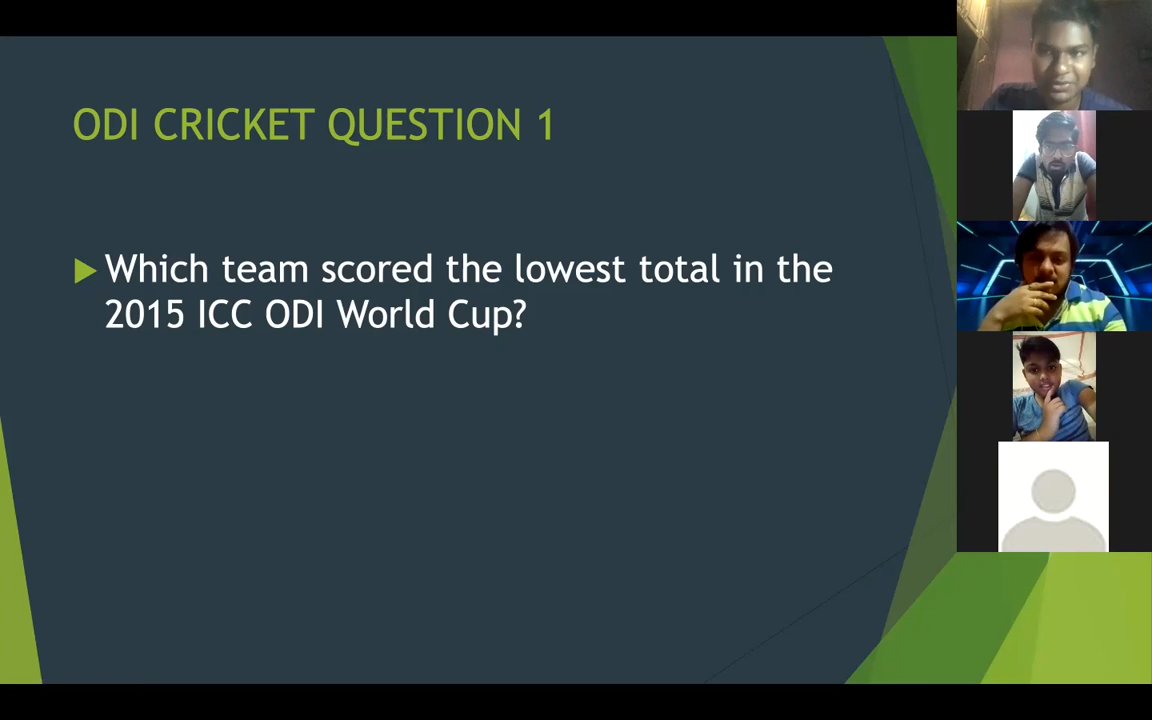 ODI CRICKET QUESTION 1
Which team scored the lowest total in the
2015 ICC ODI World Cup?